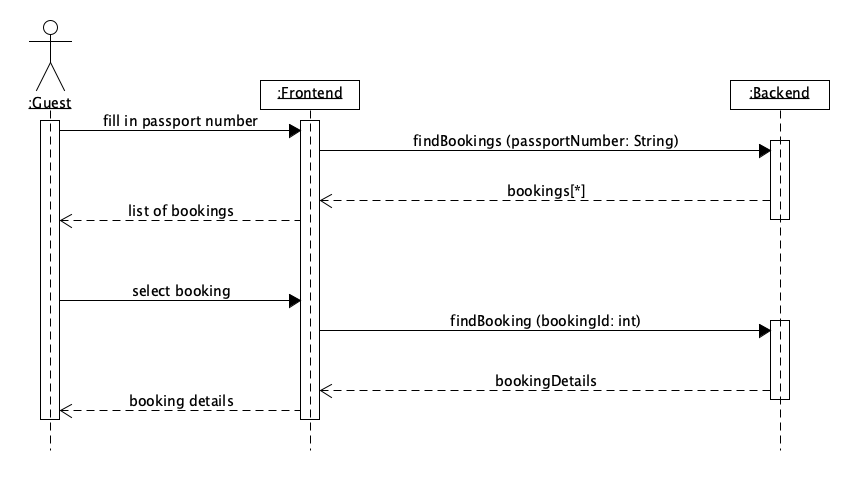 :Guest
:Frontend
:Backend
fill in passport number
findBookings (passportNumber: String)
bookings[*]
list of bookings
select booking
findBooking (bookingId: int)
bookingDetails
booking details